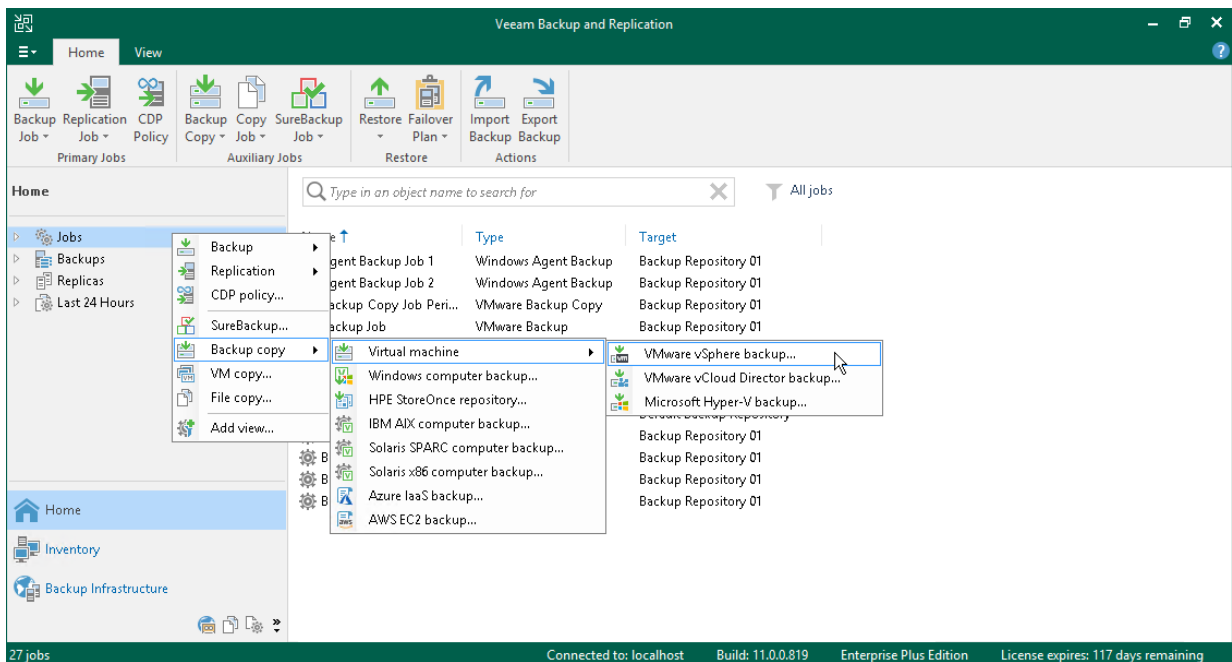 Veeam Backup and Replication
Home View
Backup Job
Replication Job
CDP Policy
Primary Jobs
Backup Copy
Copy Job
SureBackup Job
Auxiliary Jobs
Restore
Failover Plan
Restore
Import Backup
Export Backup
Actions
Home
Type in an object name to search for
All jobs
Jobs
Backups
Replicas
Last 24 Hours
Backup
Replication
CDP policy...
SureBackup...
Backup copy
VM copy...
File copy...
Add view...
Type Target
gent Backup Job 1 Windows Agent Backup Backup Repository 01
gent Backup Job 2 Windows Agent Backup Backup Repository 01
ackup Copy Job Peri... VMware Backup Copy Backup Repository 01
ackup Job VMware Backup Backup Repository 01
Virtual machine
Windows computer backup...
HPE StoreOnce repository...
IBM AIX computer backup...
Solaris SPARC computer backup...
Solaris x86 computer backup...
Azure IaaS backup...
AWS EC2 backup...
VMware vSphere backup...
VMware vCloud Director backup...
Microsoft Hyper-V backup...
Backup Repository 01
B Backup Repository 01
B Backup Repository 01
B Backup Repository 01
Home
Inventory
Backup Infrastructure
27 jobs Connected to: localhost Build: 11.0.0.819 Enterprise Plus Edition License expires: 117 days remaining